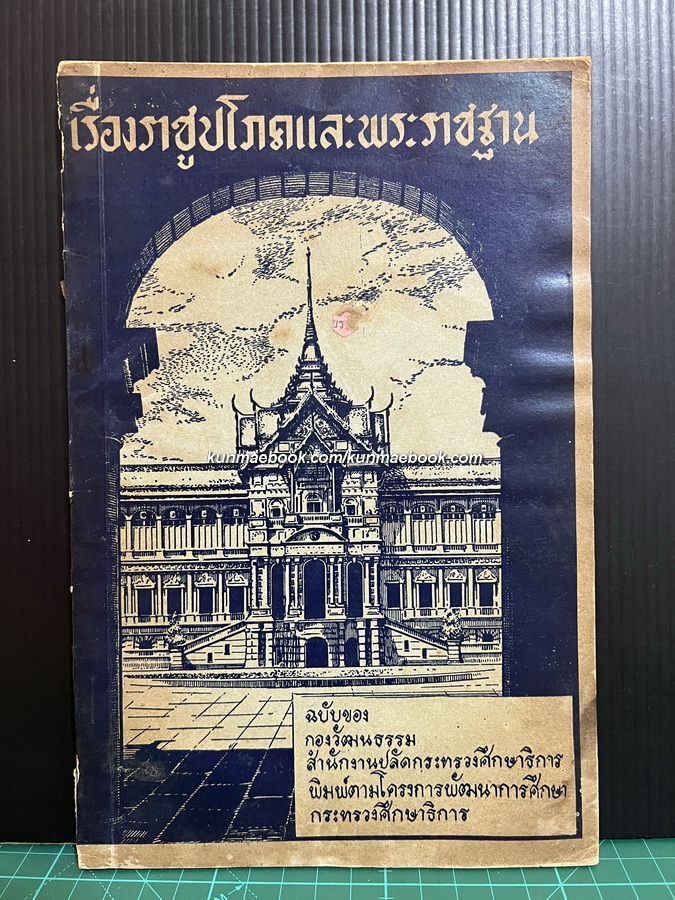 เรื่องราชูปโภคและพระราชฐาน
บร
kunmaebook.com/kunmaebook.com
ฉบับของ
กองวัฒนธรรม
สำนักงานปลัดกระทรวงศึกษาธิการ
พิมพ์ตามโครงการพัฒนาการศึกษา
กระทรวงศึกษาธิการ